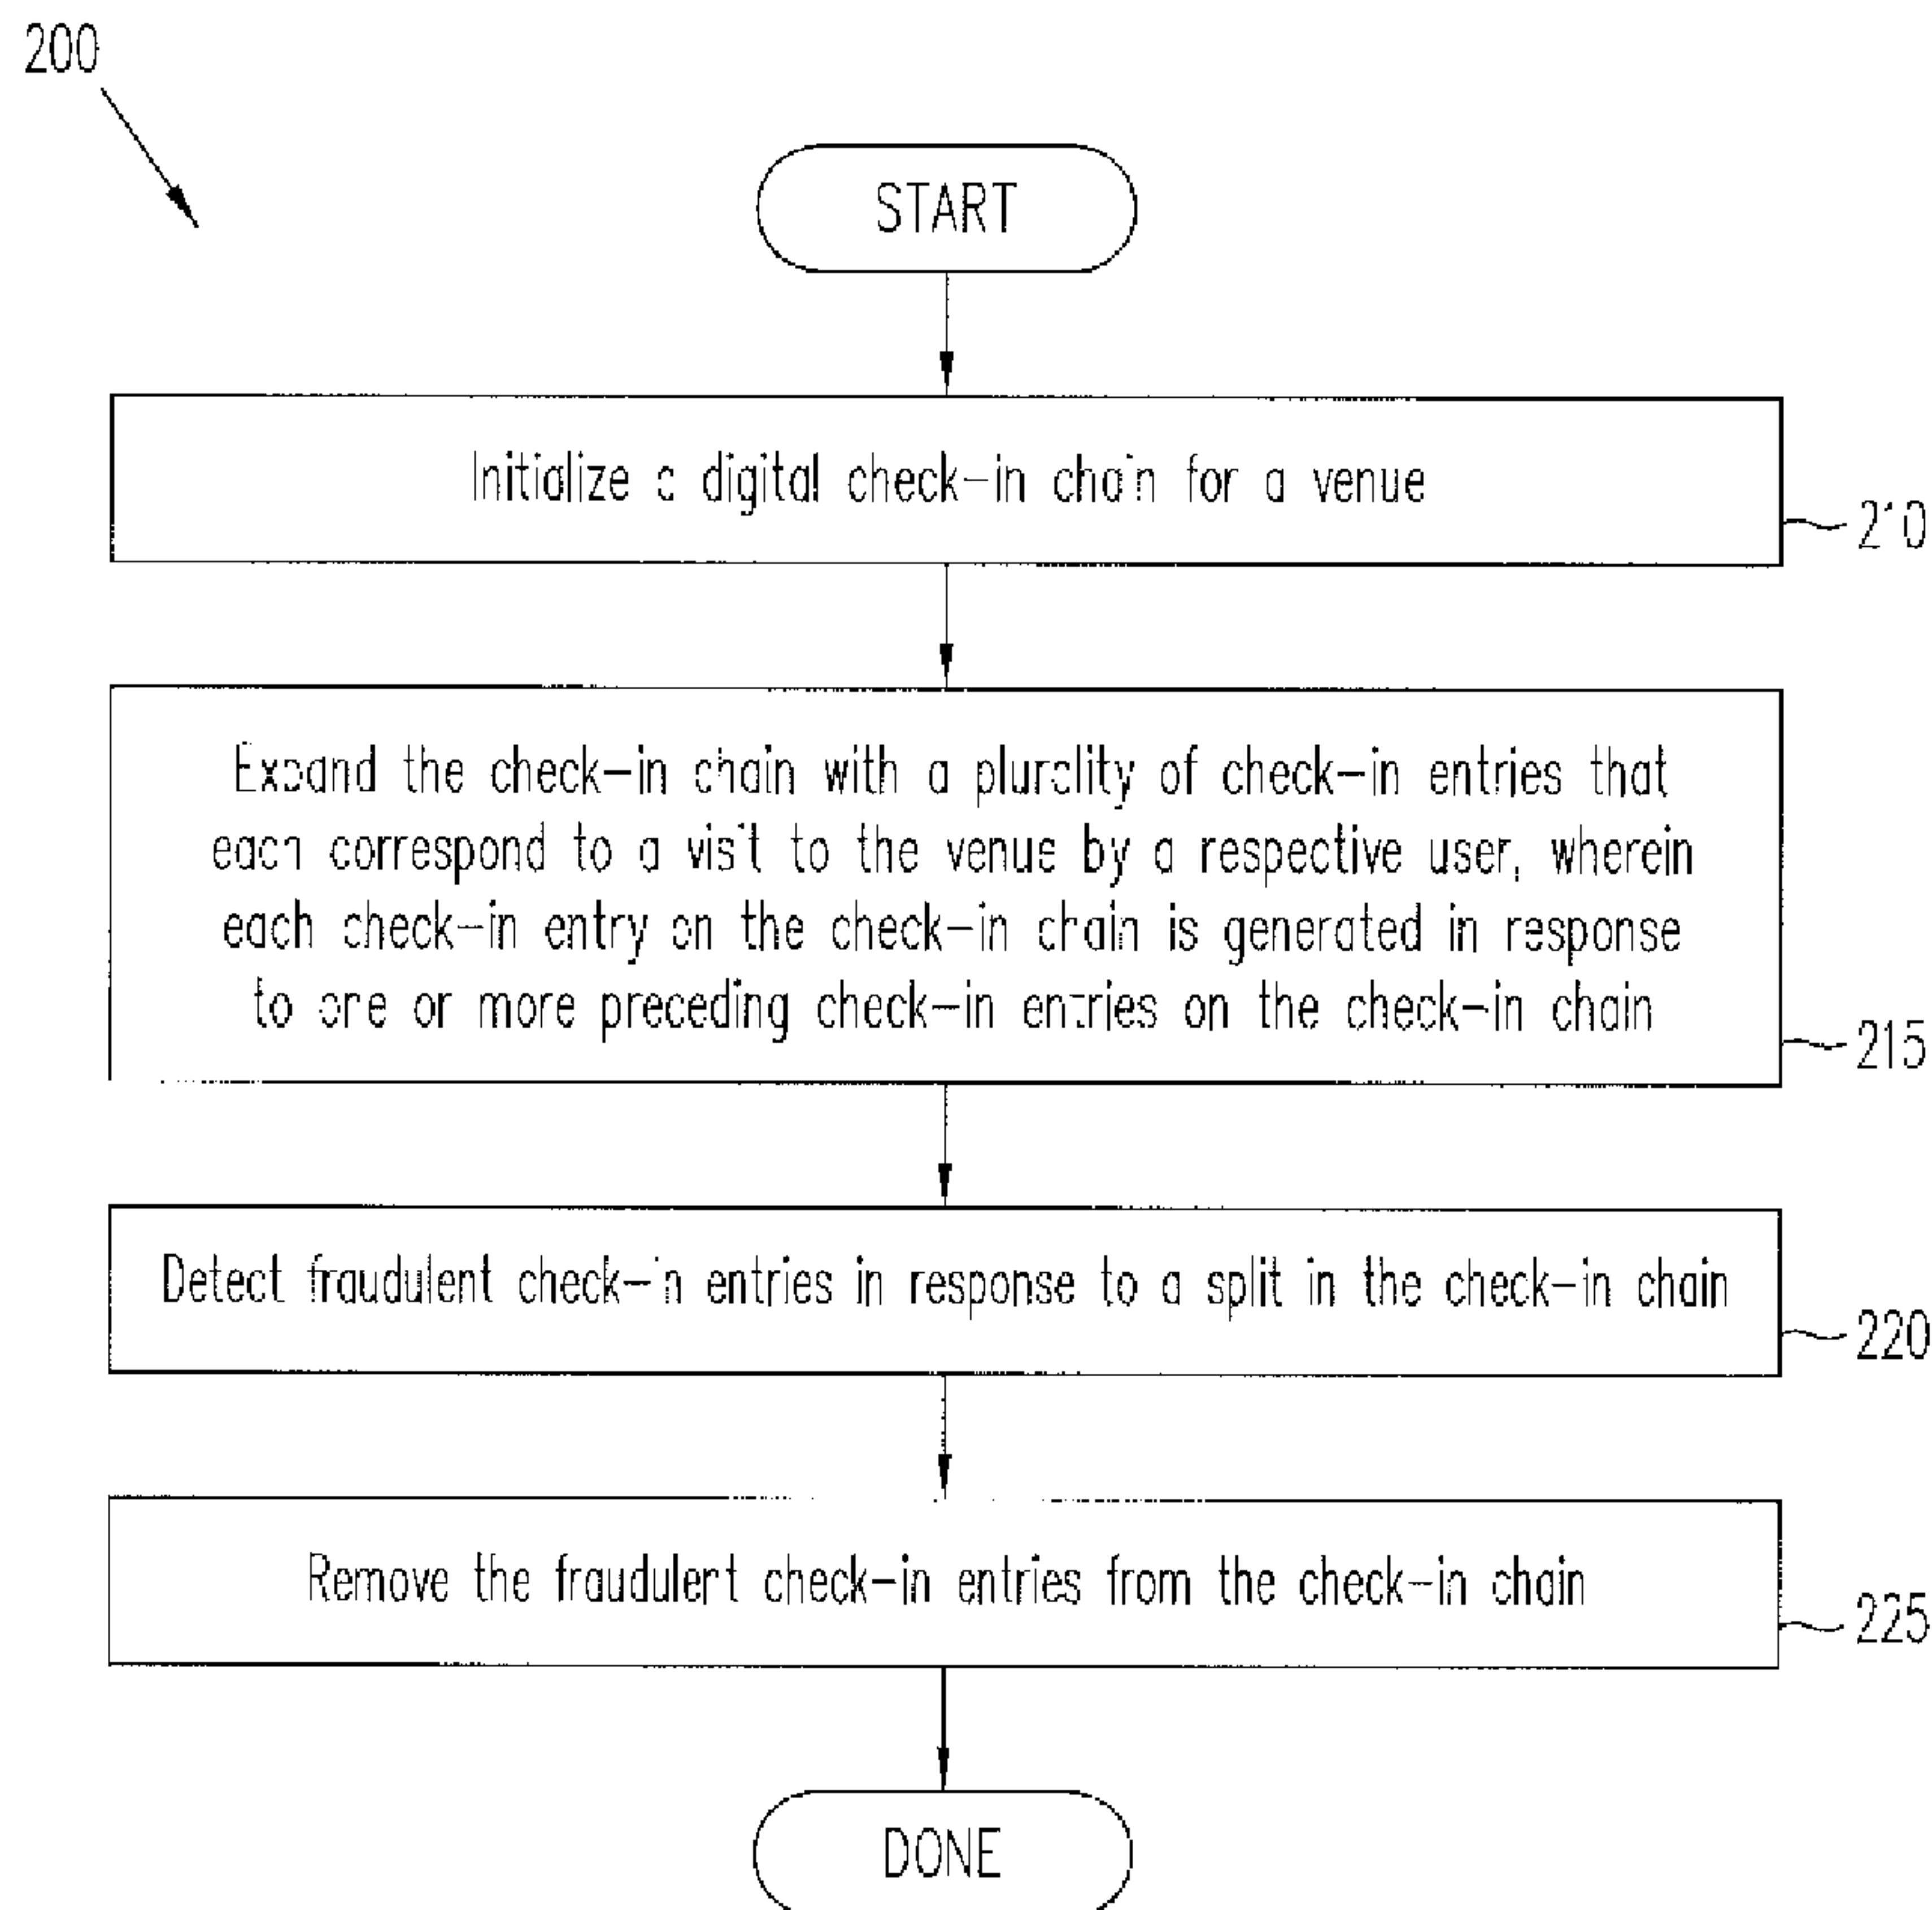 200
START
Initialize a digital check-in chain for a venue
210
Expand the check-in chain with a plurality of check-in entries that
each correspond to a visit to the venue by a respective user, wherein
each check-in entry on the check-in chain is generated in response
to one or more preceding check-in entries on the check-in chain
215
Detect fraudulent check-in entries in response to a split in the check-in chain
220
Remove the fraudulent check-in entries from the check-in chain
225
DONE